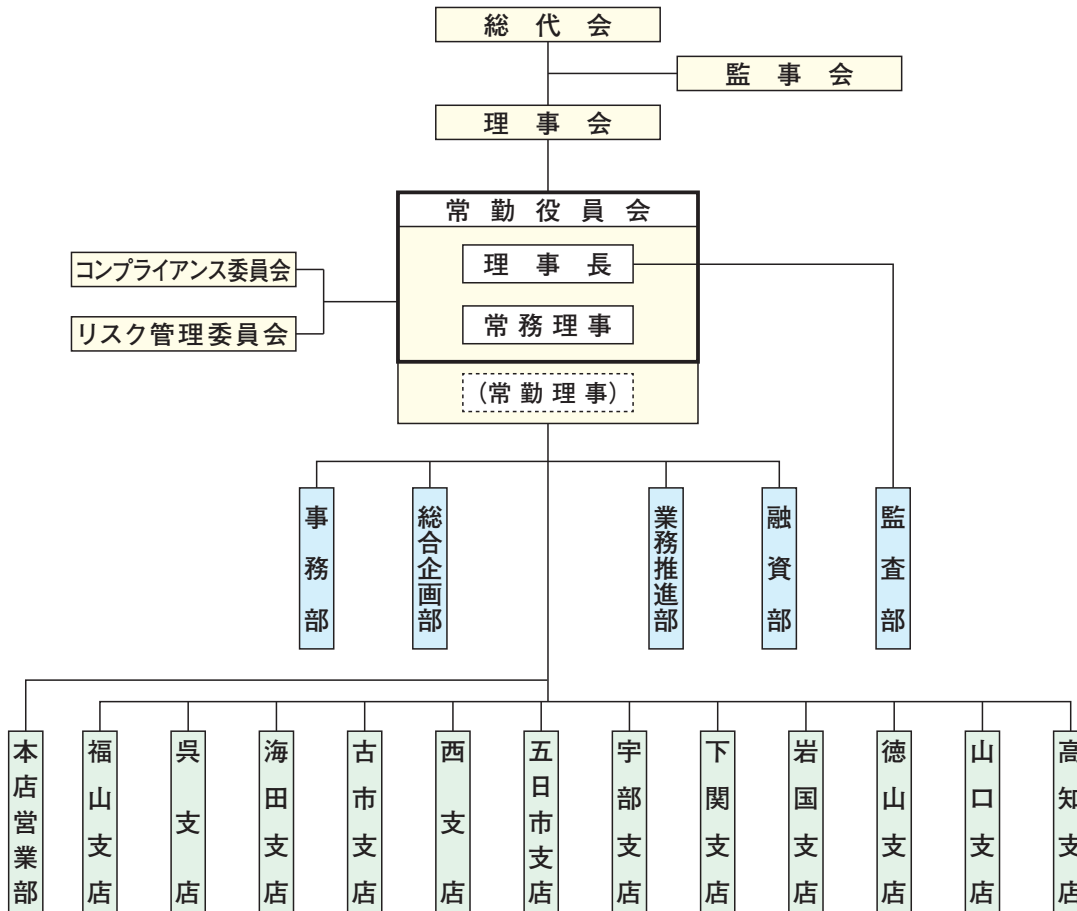 総代会
監事会
理事会
常勤役員会
理事長
常務理事
(常勤理事)
コンプライアンス委員会
リスク管理委員会
事務部
総合企画部
業務推進部
融資部
監査部
本店営業部
福山支店
呉支店
海田支店
古市支店
西支店
五日市支店
宇部支店
下関支店
岩国支店
徳山支店
山口支店
高知支店